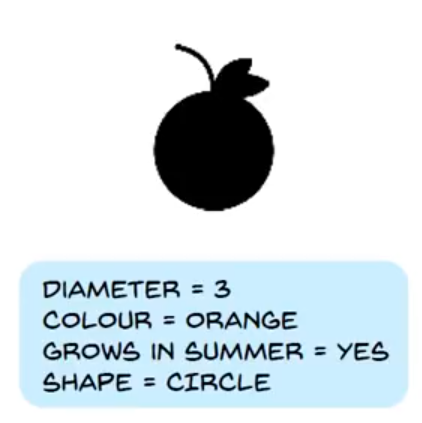 DIAMETER = 3
COLOUR = ORANGE
GROWS IN SUMMER = YES
SHAPE = CIRCLE